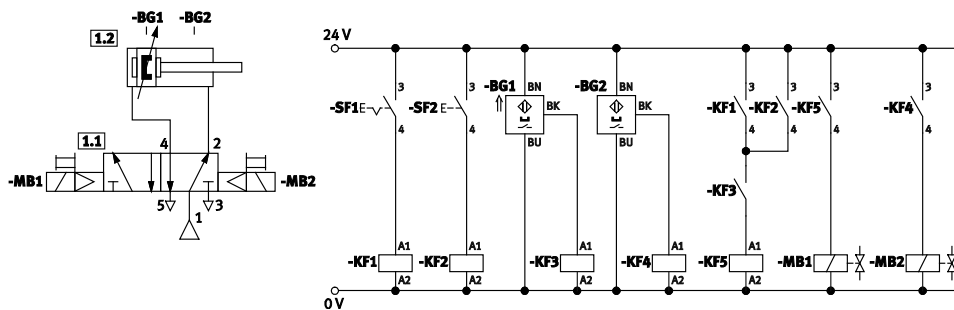 -BG1 -BG2
1.2
1.1
4 2
-MB1 -MB2
5 3
1
24 V
3 3 BN BN 3 3 3 3
-BG1 -BG2
-SF1 -SF2 BK BK -KF1 -KF2 -KF5 -KF4
4 4 BU BU 4 4 4 4
-KF3
A1 A1 A1 A1 A1
-KF1 -KF2 -KF3 -KF4 -KF5 -MB1 -MB2
A2 A2 A2 A2 A2
0 V